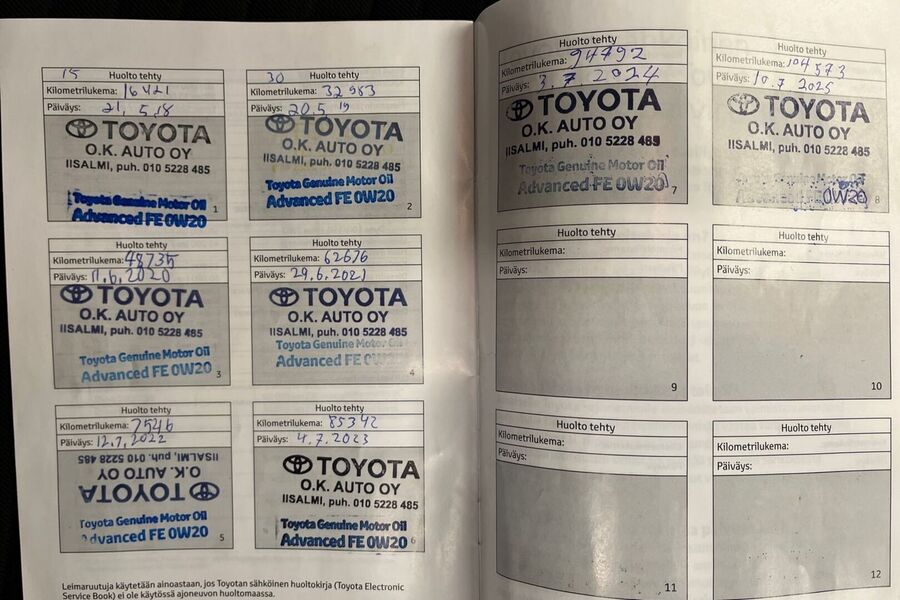 15 Huolto tehty
Kilometrilukema: 16421
Päiväys: 21. 5.18
TOYOTA
O.K. AUTO OY
IISALMI, puh. 010 5228 485
Toyota Genuine Motor Oil
Advanced FE 0W20
1
30 Huolto tehty
Kilometrilukema: 32983
Päiväys: 20.5 19
TOYOTA
O.K. AUTO OY
IISALMI, puh. 010 5228 485
Toyota Genuine Motor Oil
Advanced FE 0W20
2
Huolto tehty
Kilometrilukema: 48735
Päiväys: 11.6.2020
TOYOTA
O.K. AUTO OY
IISALMI, puh. 010 5228 485
Toyota Genuine Motor Oil
Advanced FE 0W20
3
Huolto tehty
Kilometrilukema: 62676
Päiväys: 29.6.2021
TOYOTA
O.K. AUTO OY
IISALMI, puh. 010 5228 485
Toyota Genuine Motor Oil
Advanced FE 0W20
4
Huolto tehty
Kilometrilukema: 7546
Päiväys: 12.7.2022
TOYOTA
O.K. AUTO OY
IISALMI, puh. 010 5228 485
Toyota Genuine Motor Oil
Advanced FE 0W20
5
Huolto tehty
Kilometrilukema: 85342
Päiväys: 4.7.2023
TOYOTA
O.K. AUTO OY
IISALMI, puh. 010 5228 485
Toyota Genuine Motor Oil
Advanced FE 0W20
6
Leimaruutuja käytetään ainoastaan, jos Toyotan sähköinen huoltokirja (Toyota Electronic
Service Book) ei ole käytössä ajoneuvon huoltomaassa.
Huolto tehty
Kilometrilukema: 94792
Päiväys: 3.7 2024
TOYOTA
O.K. AUTO OY
IISALMI, puh. 010 5228 485
Toyota Genuine Motor Oil
Advanced FE 0W20
7
Huolto tehty
Kilometrilukema: 104573
Päiväys: 10.7 2025
TOYOTA
O.K. AUTO OY
IISALMI, puh. 010 5228 485
0W20
8
Huolto tehty
Kilometrilukema:
Päiväys:
9
Huolto tehty
Kilometrilukema:
Päiväys:
10
Huolto tehty
Kilometrilukema:
Päiväys:
11
Huolto tehty
Kilometrilukema:
Päiväys:
12